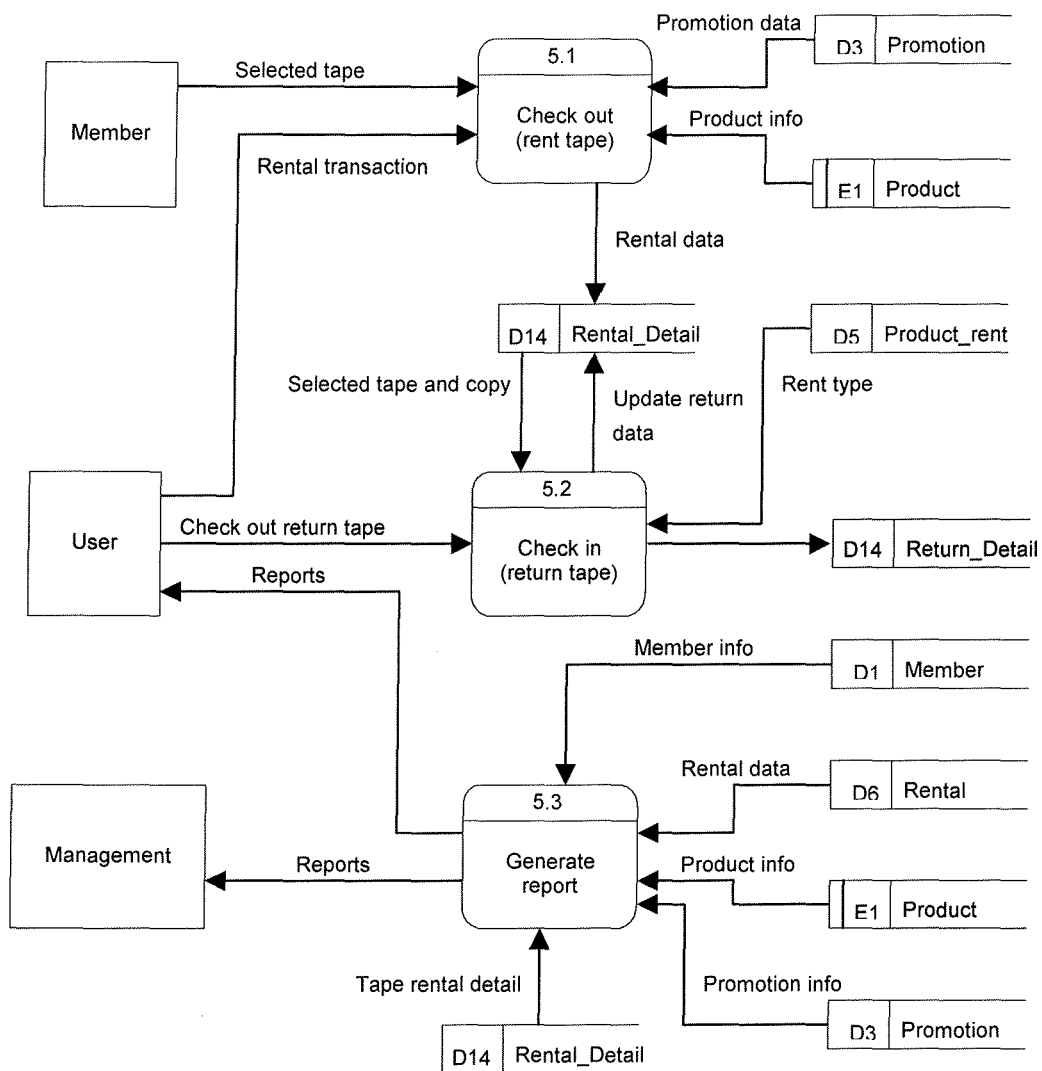 Promotion data
D3 Promotion
5.1
Selected tape
Member
Check out
(rent tape)
Product info
Rental transaction
E1 Product
Rental data
D14 Rental_Detail
D5 Product_rent
Selected tape and copy
Update return
data
Rent type
5.2
User
Check out return tape
Check in
(return tape)
D14 Return_Detail
Reports
Member info
D1 Member
Rental data
D6 Rental
5.3
Management
Reports
Generate
report
Product info
E1 Product
Tape rental detail
Promotion info
D3 Promotion
D14 Rental_Detail